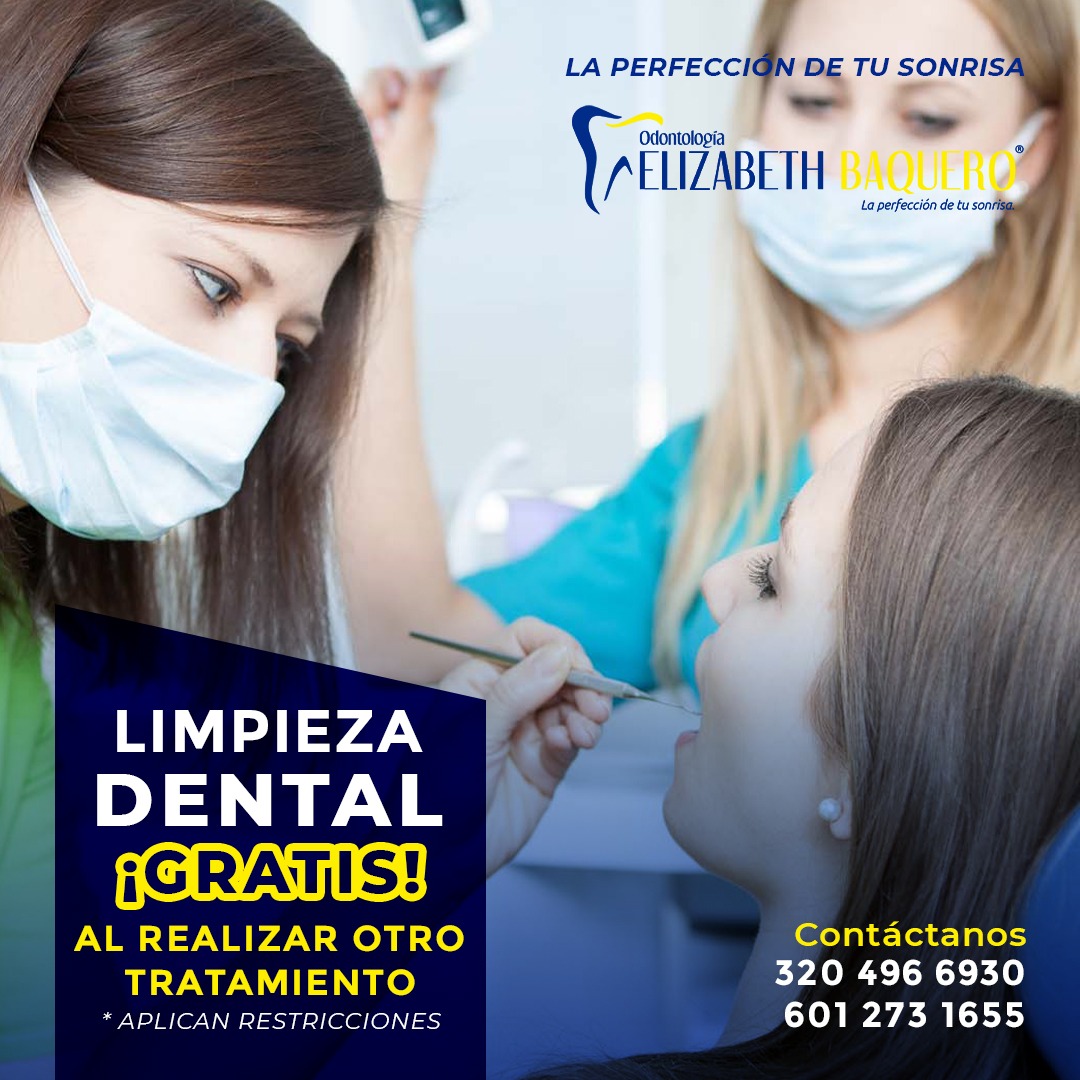 LA PERFECCIÓN DE TU SONRISA
Odontología
ELIZABETH BAQUERO®
La perfección de tu sonrisa.
LIMPIEZA
DENTAL
¡GRATIS!
AL REALIZAR OTRO
TRATAMIENTO
* APLICAN RESTRICCIONES
Contáctanos
320 496 6930
601 273 1655